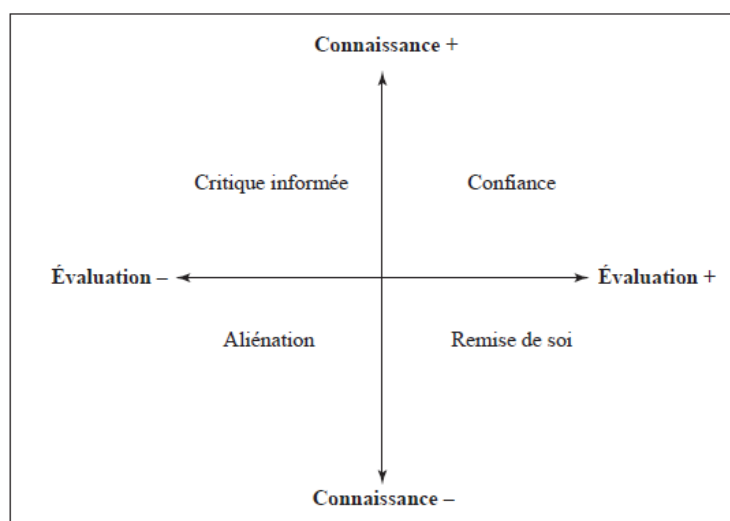 Connaissance +
Critique informée
Confiance
Évaluation –
Évaluation +
Aliénation
Remise de soi
Connaissance –